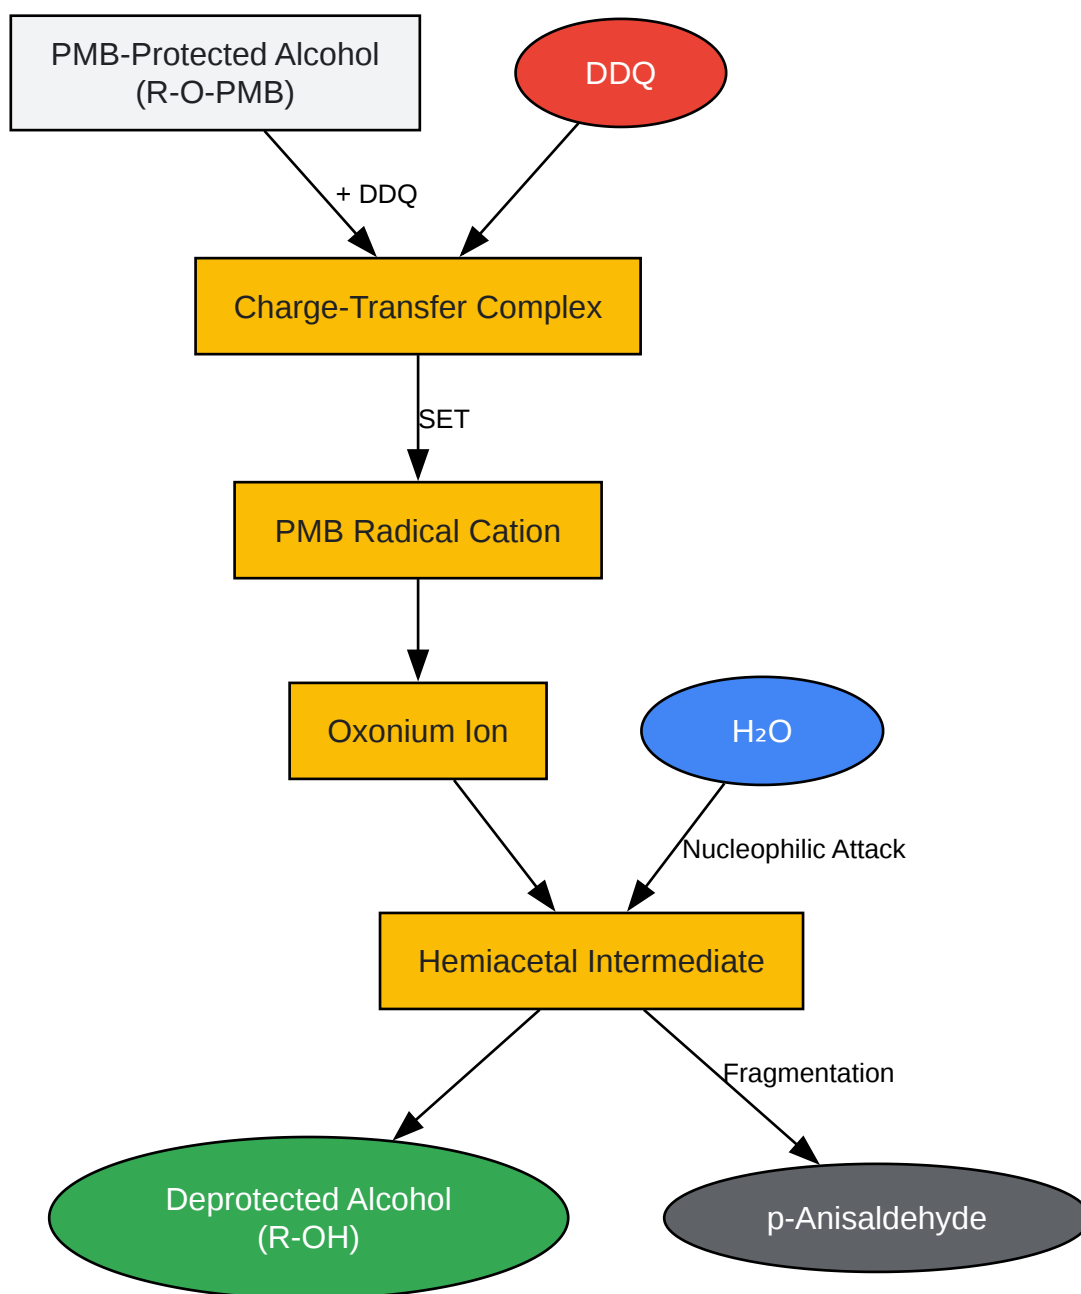 PMB-Protected Alcohol
(R-O-PMB)
DDQ
+ DDQ
Charge-Transfer Complex
SET
PMB Radical Cation
Oxonium Ion
H₂O
Nucleophilic Attack
Hemiacetal Intermediate
Fragmentation
Deprotected Alcohol
(R-OH)
p-Anisaldehyde